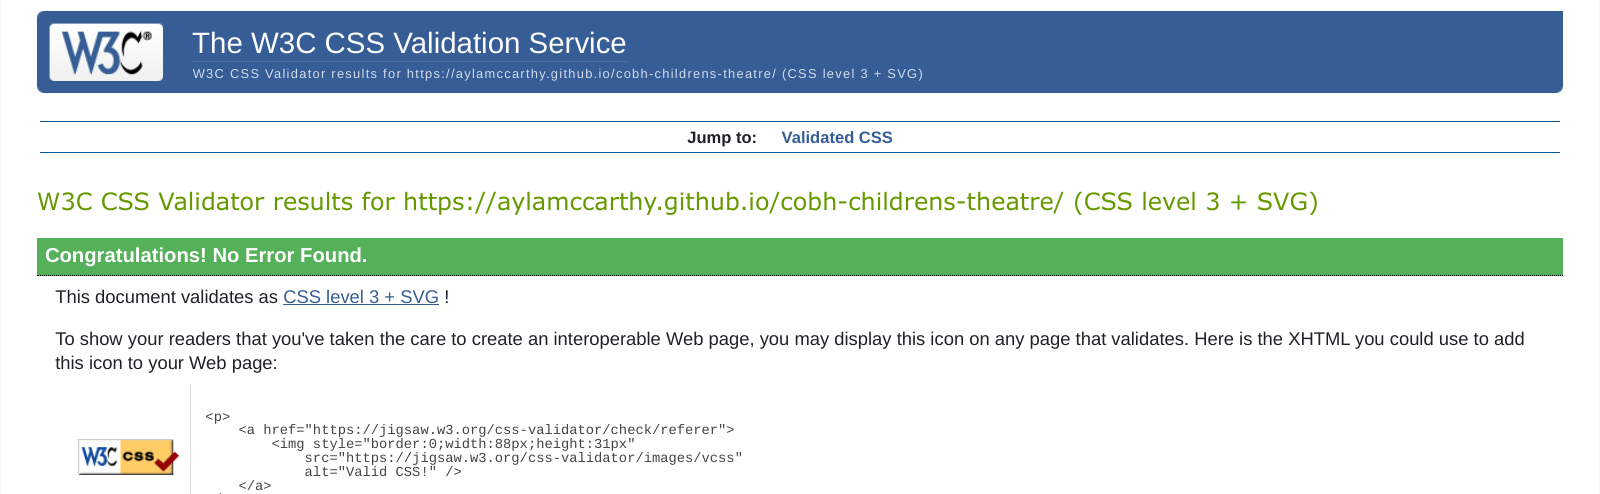 W3C®
The W3C CSS Validation Service
W3C CSS Validator results for https://aylamccarthy.github.io/cobh-childrens-theatre/ (CSS level 3 + SVG)
Jump to: Validated CSS
W3C CSS Validator results for https://aylamccarthy.github.io/cobh-childrens-theatre/ (CSS level 3 + SVG)
Congratulations! No Error Found.
This document validates as CSS level 3 + SVG !
To show your readers that you've taken the care to create an interoperable Web page, you may display this icon on any page that validates. Here is the XHTML you could use to add
this icon to your Web page:
<p>
<a href="https://jigsaw.w3.org/css-validator/check/referer">
<img style="border:0;width:88px;height:31px"
src="https://jigsaw.w3.org/css-validator/images/vcss"
alt="Valid CSS!" />
</a>
W3C css